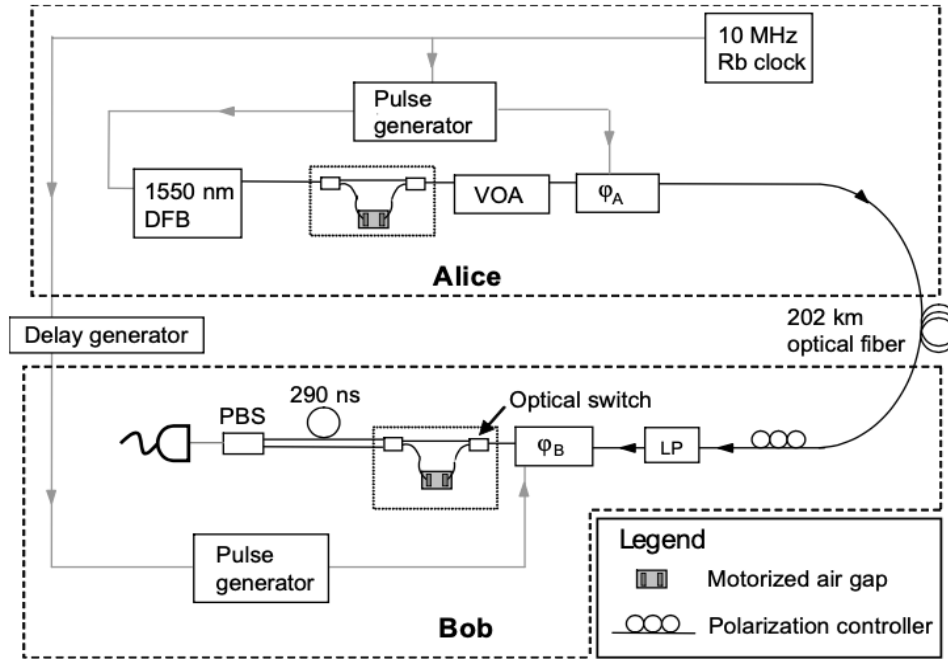 10 MHz
Rb clock
Pulse
generator
1550 nm
DFB
VOA
φA
Alice
Delay generator
202 km
optical fiber
290 ns
Optical switch
PBS
φB
LP
Pulse
generator
Bob
Legend
Motorized air gap
Polarization controller